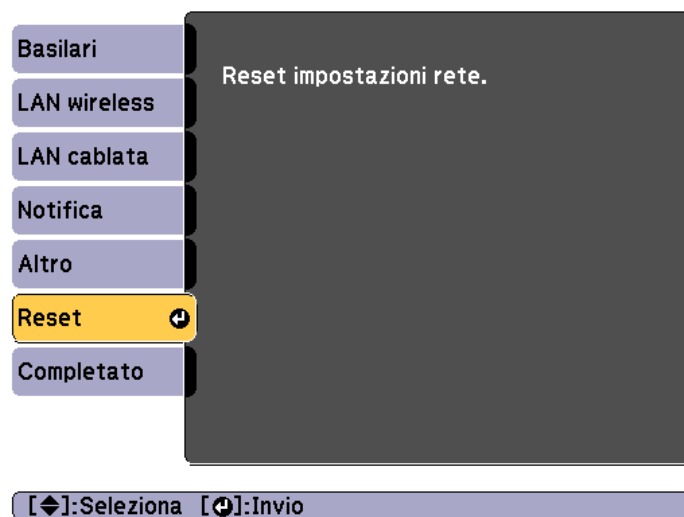 Basilari
LAN wireless
LAN cablata
Notifica
Altro
Reset
Completato
Reset impostazioni rete.
[◆]:Seleziona [⏎]:Invio